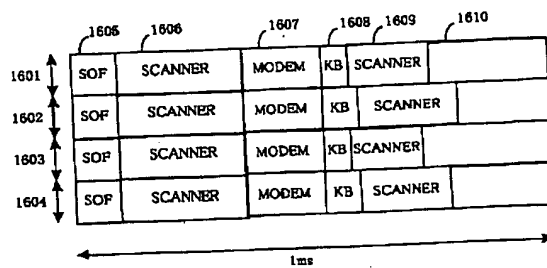 1605 1606 1607 1608 1609 1610
1601 SOF SCANNER MODEM KB SCANNER
1602 SOF SCANNER MODEM KB SCANNER
1603 SOF SCANNER MODEM KB SCANNER
1604 SOF SCANNER MODEM KB SCANNER
1ms